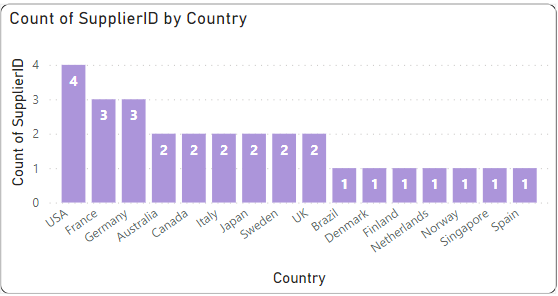 Count of SupplierID by Country
Count of SupplierID
4
3
2
1
0
4
3
3
2
2
2
2
2
2
1
1
1
1
1
1
1
USA
France
Germany
Australia
Canada
Italy
Japan
Sweden
UK
Brazil
Denmark
Finland
Netherlands
Norway
Singapore
Spain
Country